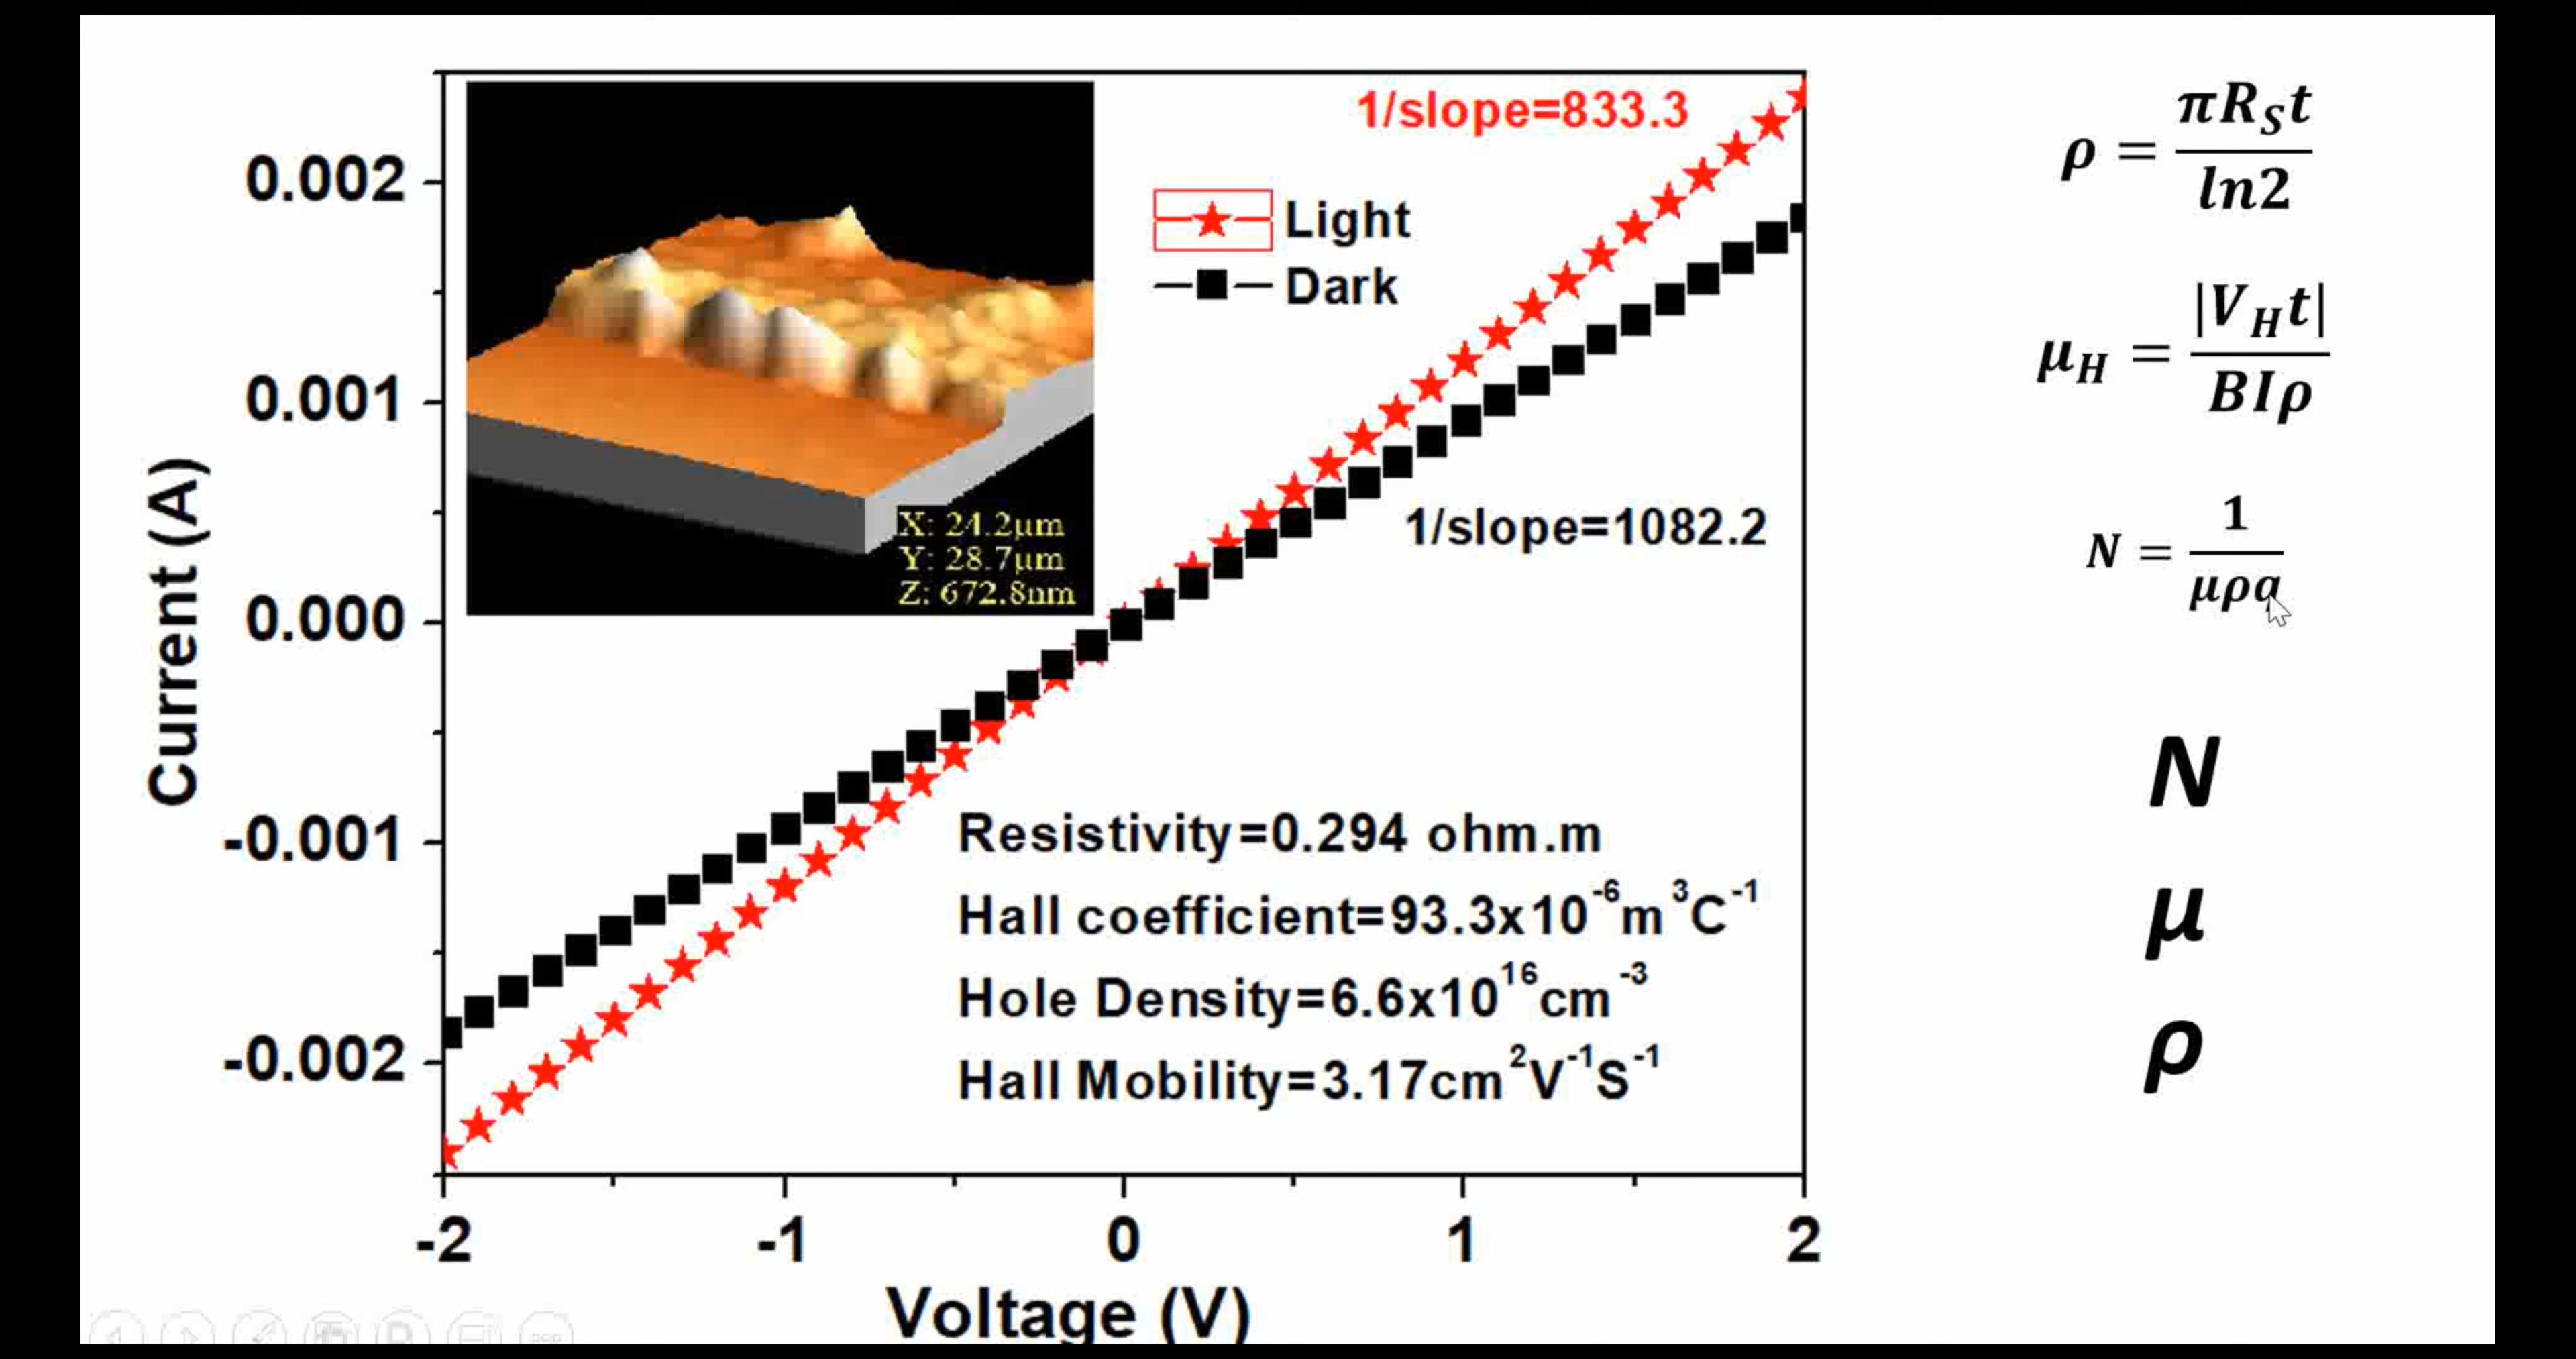 1/slope=833.3
Light
Dark
1/slope=1082.2
X: 24.2µm
Y: 28.7µm
Z: 672.8nm
Resistivity=0.294 ohm.m
Hall coefficient=93.3x10⁻⁶m³C⁻¹
Hole Density=6.6x10¹⁶cm⁻³
Hall Mobility=3.17cm²V⁻¹S⁻¹
Current (A)
0.002
0.001
0.000
-0.001
-0.002
-2 -1 0 1 2
Voltage (V)
ρ = πR_S t / ln2
μ_H = |V_H t| / BIρ
N = 1 / μρq
N
μ
ρ